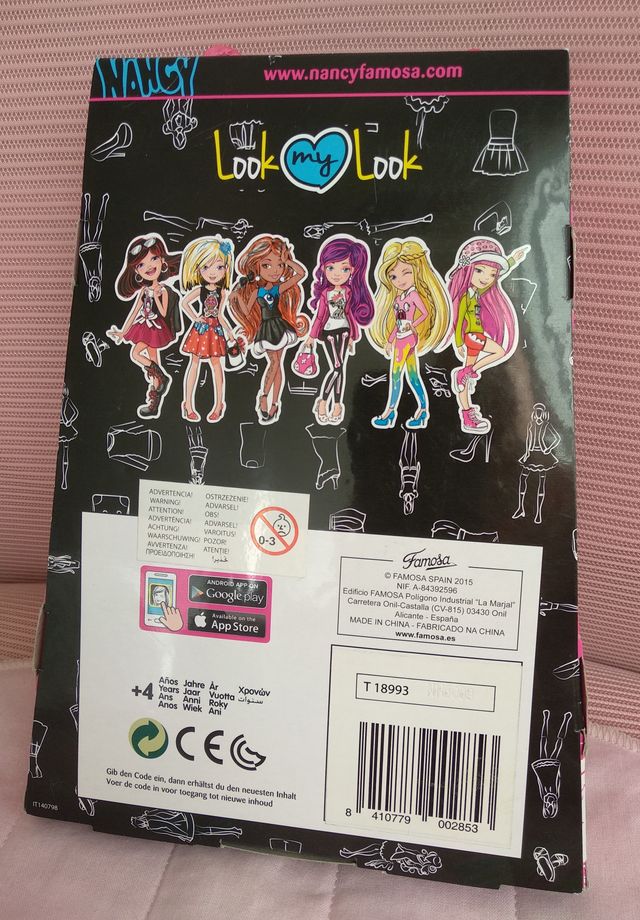 NANCY
www.nancyfamosa.com
Look my Look
ADVERTENCIA!
WARNING!
ATTENTION!
ADVERTÈNCIA!
ACHTUNG!
WAARSCHUWING!
AVVERTENZA!
ΠΡΟΕΙΔΟΠΟΙΗΣΗ!
OSTRZEŻENIE!
ADVARSEL!
OBS!
ADVARSEL!
VAROITUS!
POZOR!
ATENŢIE!
0-3
ANDROID APP ON
Google play
Available on the
App Store
Famosa
© FAMOSA SPAIN 2015
NIF. A-84392596
Edificio FAMOSA Polígono Industrial "La Marjal"
Carretera Onil-Castalla (CV-815) 03430 Onil
Alicante - España
MADE IN CHINA - FABRICADO NA CHINA
www.famosa.es
T 18993
+4
Años Jahre År Χρονών
Years Jaar Vuotta سنوات
Ans Anni Roky
Anos Wiek Ani
CE
Gib den Code ein, dann erhältst du den neuesten Inhalt
Voer de code in voor toegang tot nieuwe inhoud
8 410779 002853
IT140798